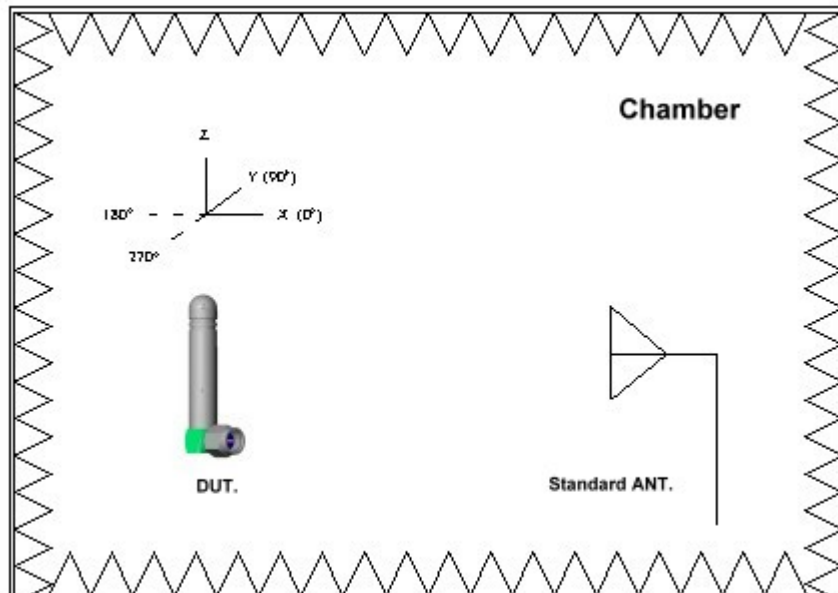 Chamber
Z
Y (90°)
180°
X (0°)
270°
DUT.
Standard ANT.